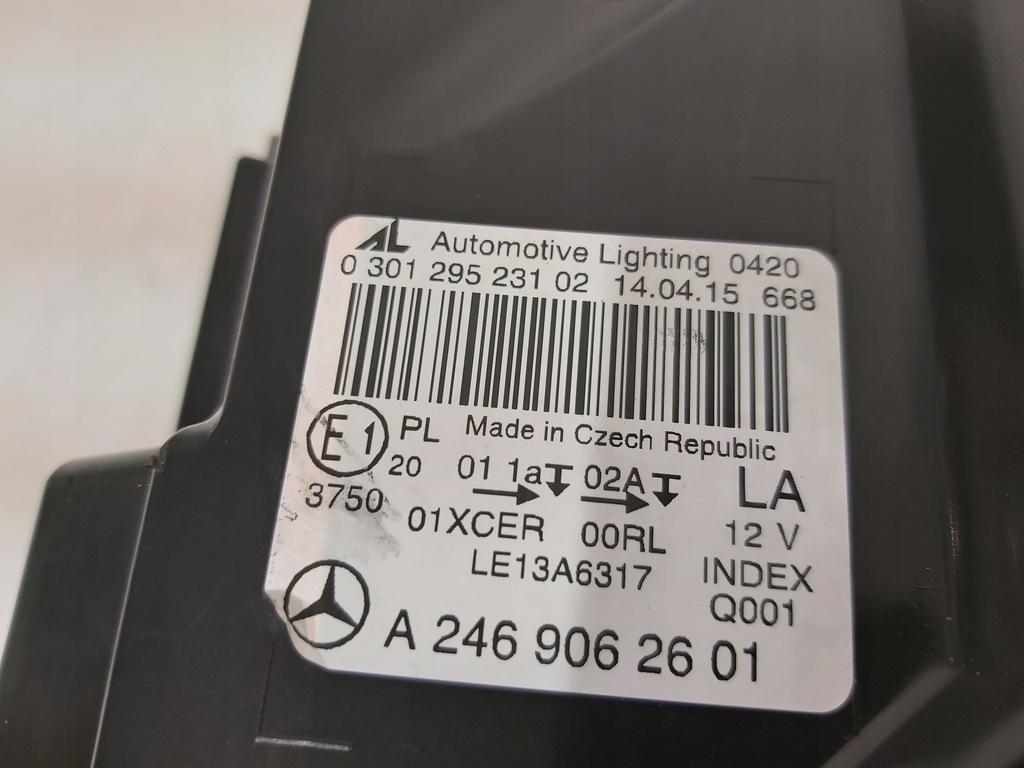 AL Automotive Lighting 0420
0 301 295 231 02 14.04.15 668
E1 PL Made in Czech Republic
20 01 1a 02A LA
3750 01XCER 00RL 12 V
LE13A6317 INDEX
Q001
A 246 906 26 01